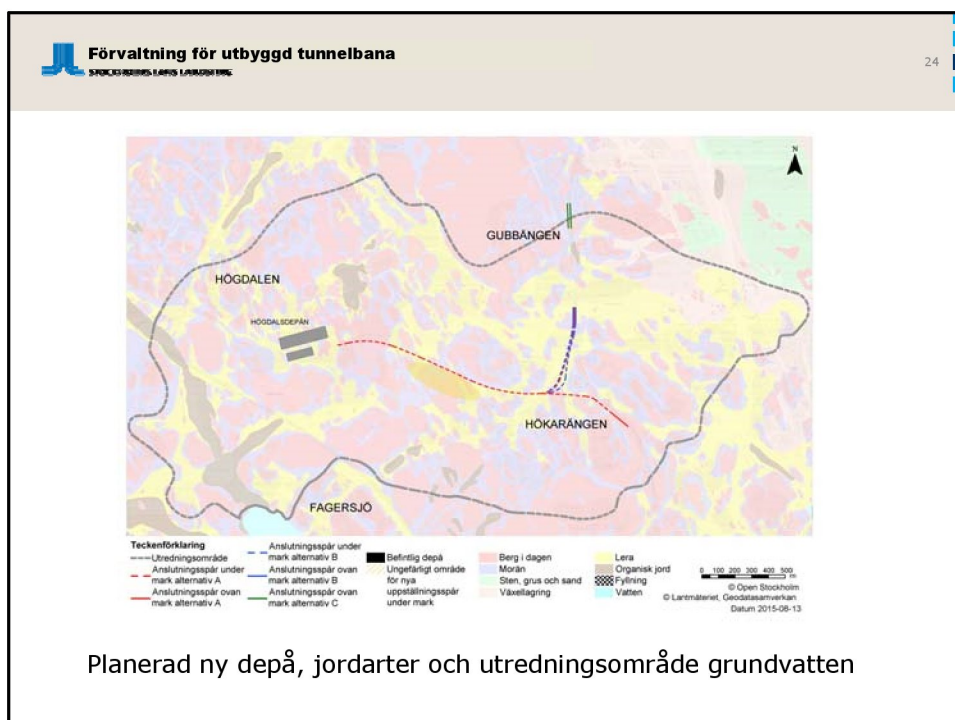 Förvaltning för utbyggd tunnelbana
STOCKHOLMS LÄNS LANDSTING
24
N
GUBBÄNGEN
HÖGDALEN
HÖGDALSDEPÅN
HÖKARÄNGEN
FAGERSJÖ
Teckenförklaring
Utredningsområde
Anslutningsspår under
mark alternativ A
Anslutningsspår ovan
mark alternativ A
Anslutningsspår under
mark alternativ B
Anslutningsspår ovan
mark alternativ B
Anslutningsspår ovan
mark alternativ C
Befintlig depå
Ungefärligt område
för nya
uppställningsspår
under mark
Berg i dagen
Morän
Sten, grus och sand
Växellagring
Lera
Organisk jord
Fyllning
Vatten
0 100 200 300 400 500
m
© Open Stockholm
© Lantmäteriet, Geodatasamverkan
Datum 2015-08-13
Planerad ny depå, jordarter och utredningsområde grundvatten